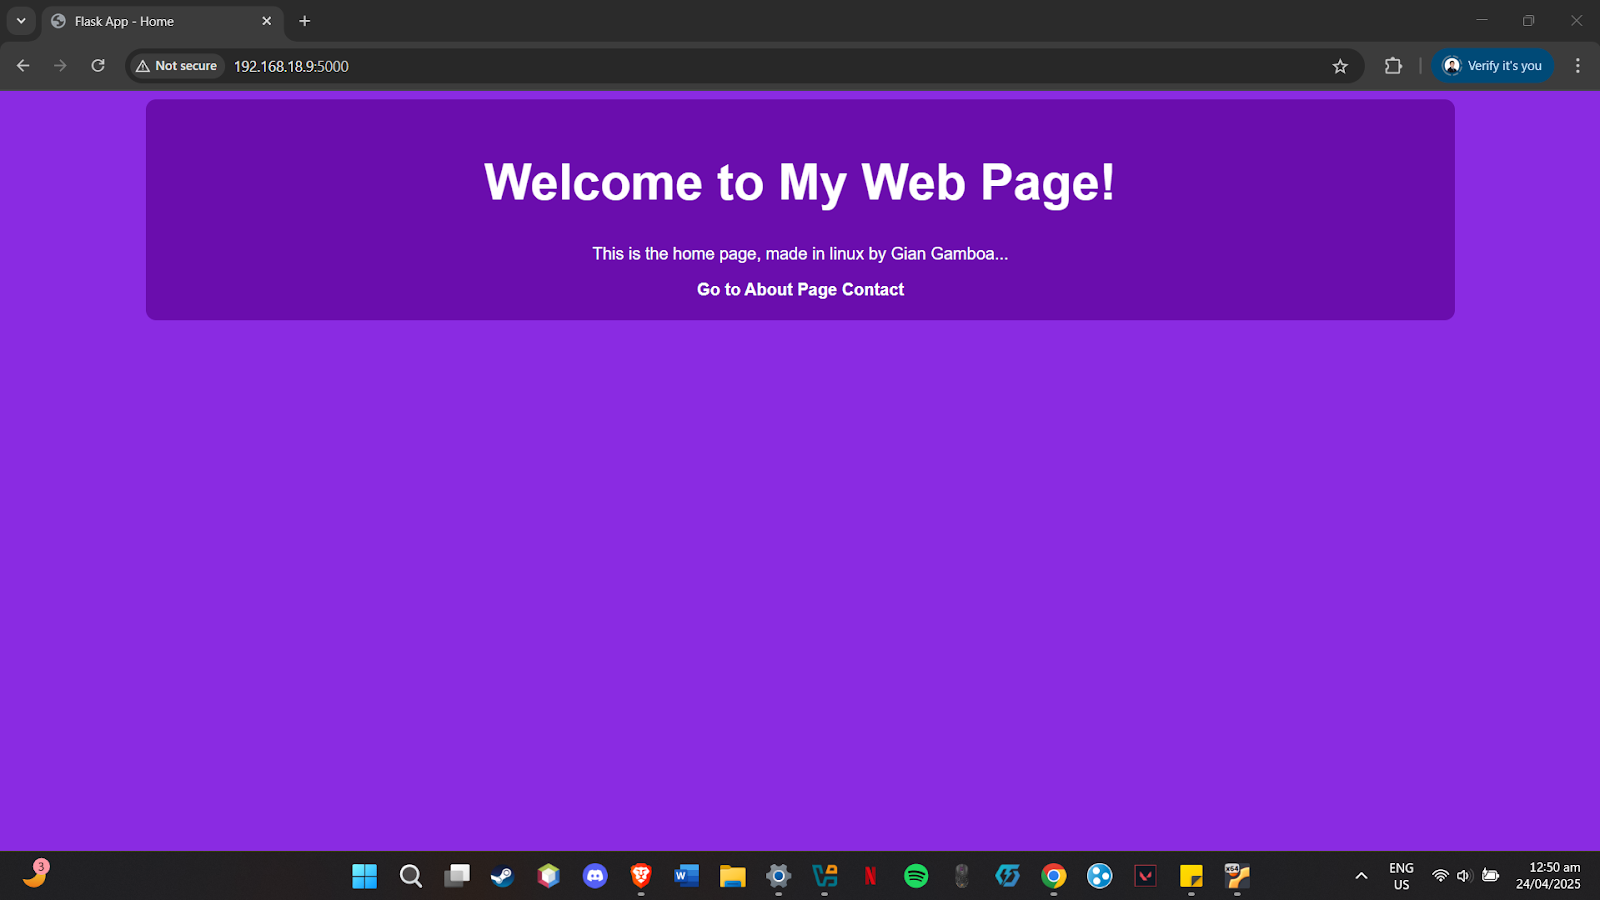 Flask App - Home
Not secure
192.168.18.9:5000
Verify it's you
Welcome to My Web Page!
This is the home page, made in linux by Gian Gamboa...
Go to About Page Contact
3
ENG
US
12:50 am
24/04/2025